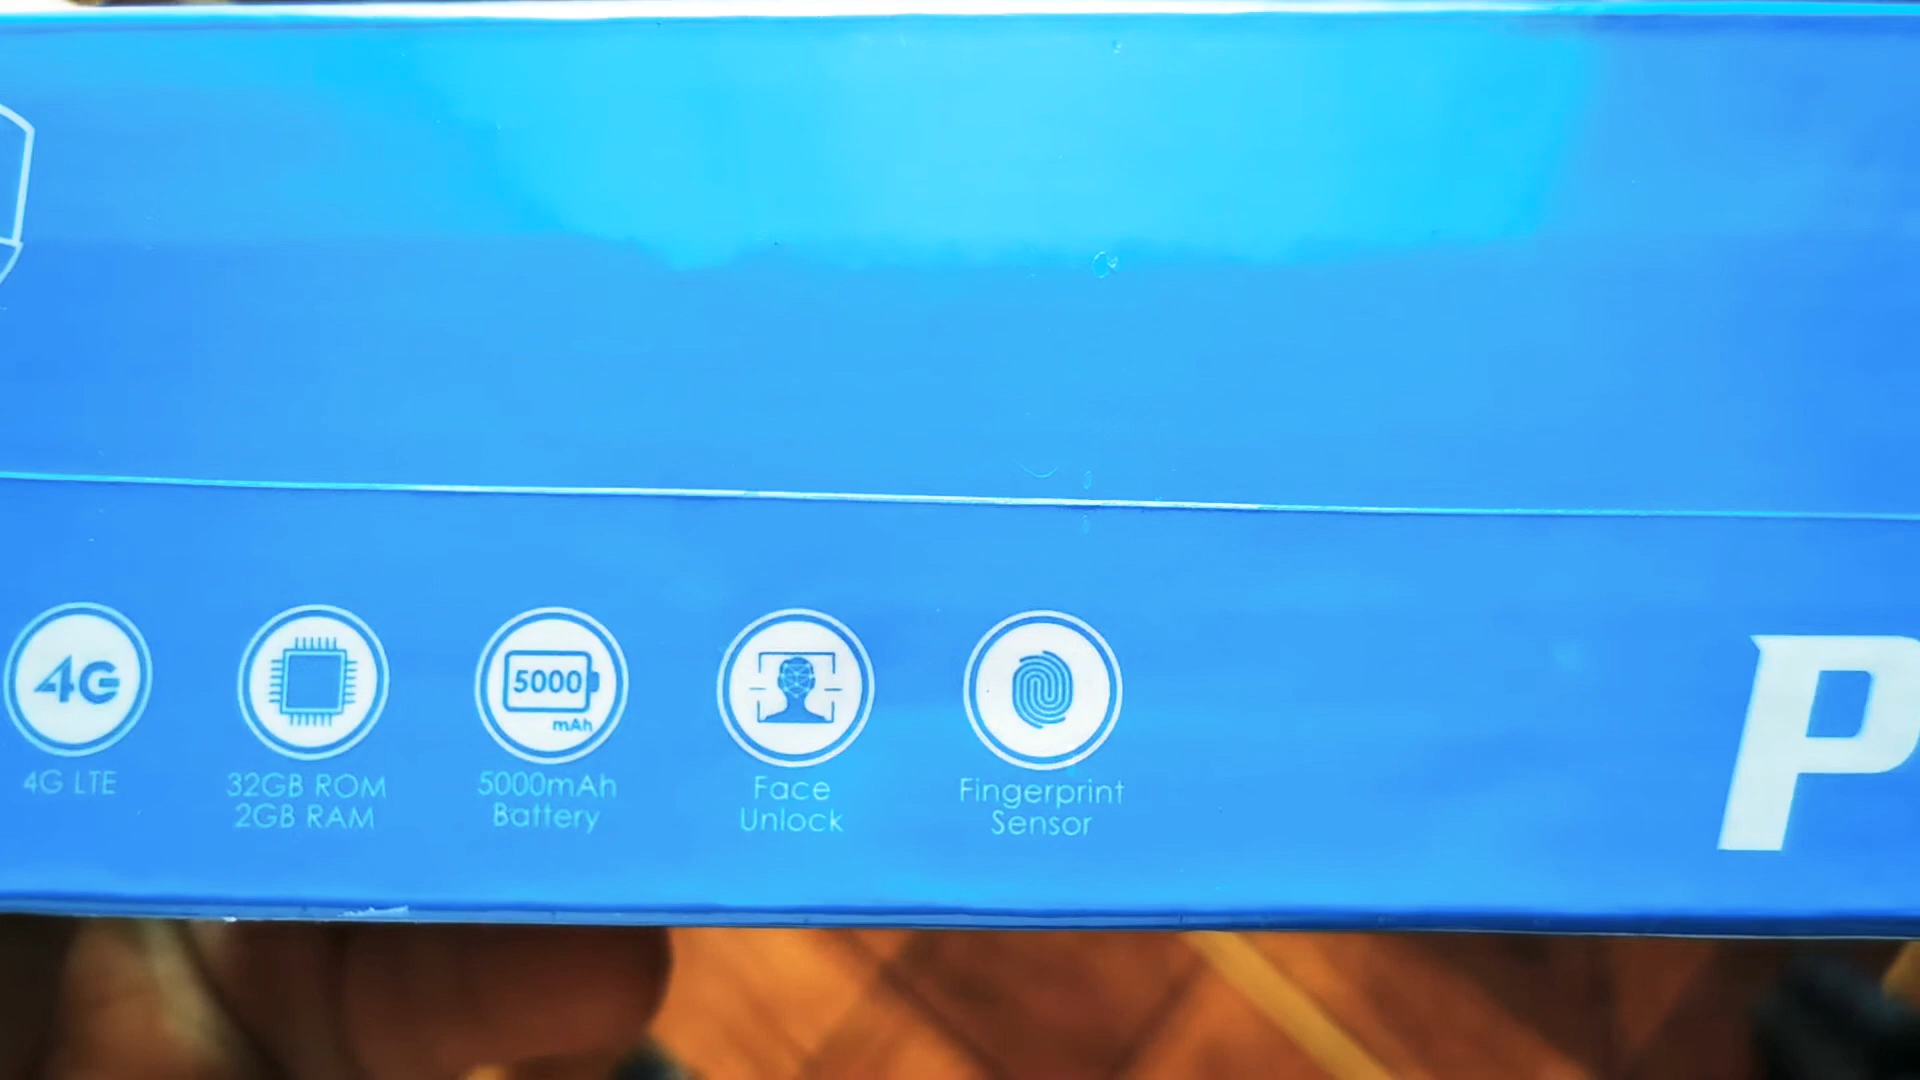 4G
5000
mAh
4G LTE
32GB ROM
2GB RAM
5000mAh
Battery
Face
Unlock
Fingerprint
Sensor
P